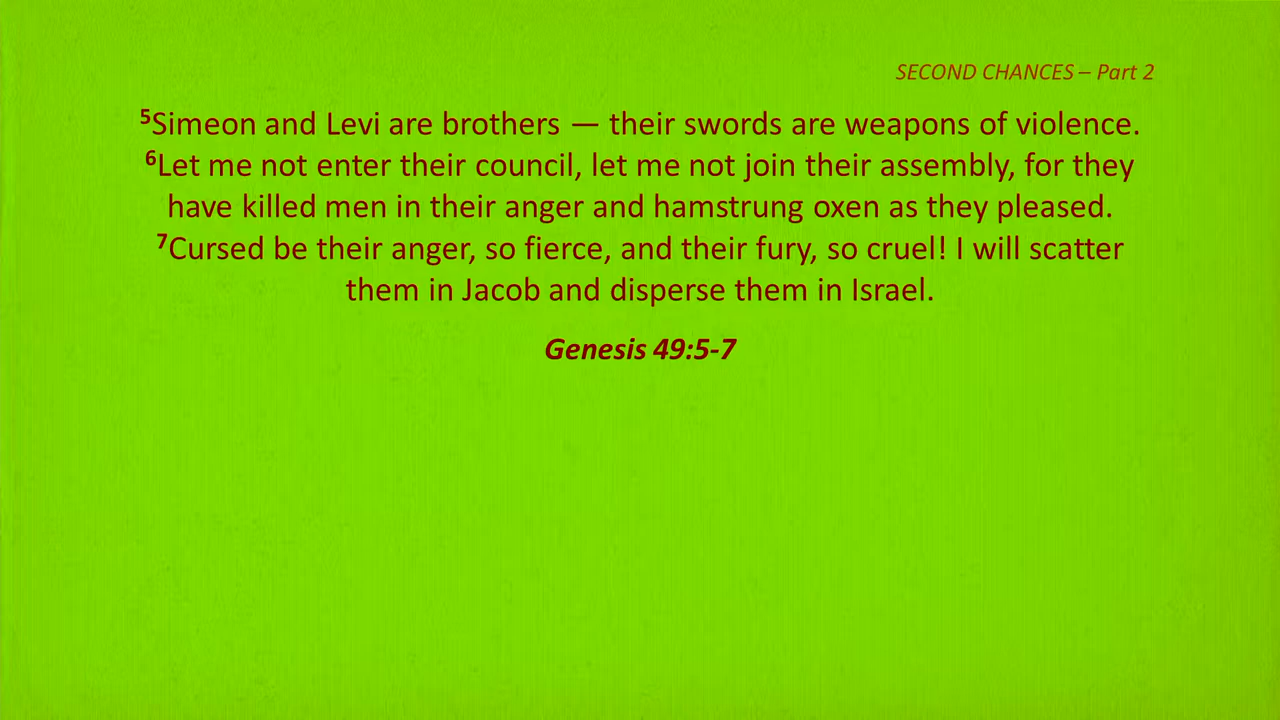 SECOND CHANCES – Part 2
⁵Simeon and Levi are brothers — their swords are weapons of violence.
⁶Let me not enter their council, let me not join their assembly, for they
have killed men in their anger and hamstrung oxen as they pleased.
⁷Cursed be their anger, so fierce, and their fury, so cruel! I will scatter
them in Jacob and disperse them in Israel.
Genesis 49:5-7